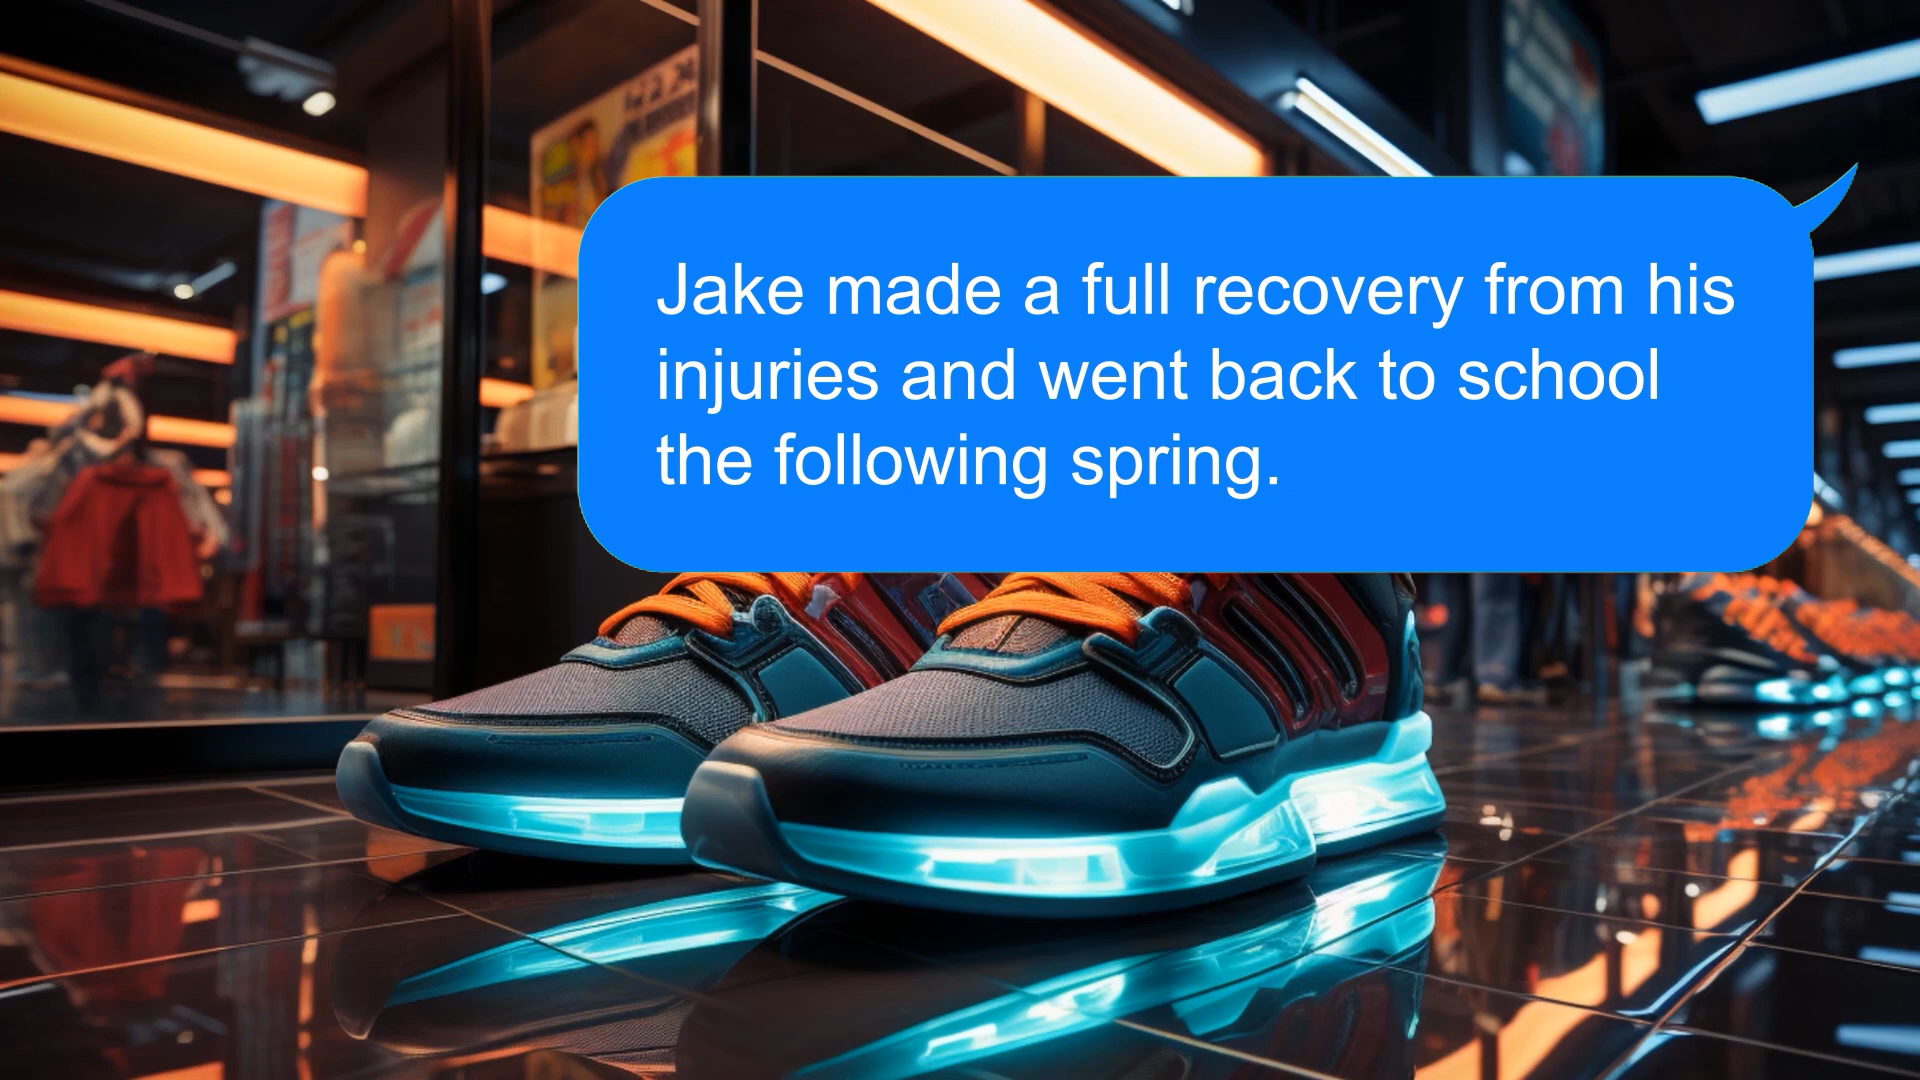 Jake made a full recovery from his
injuries and went back to school
the following spring.